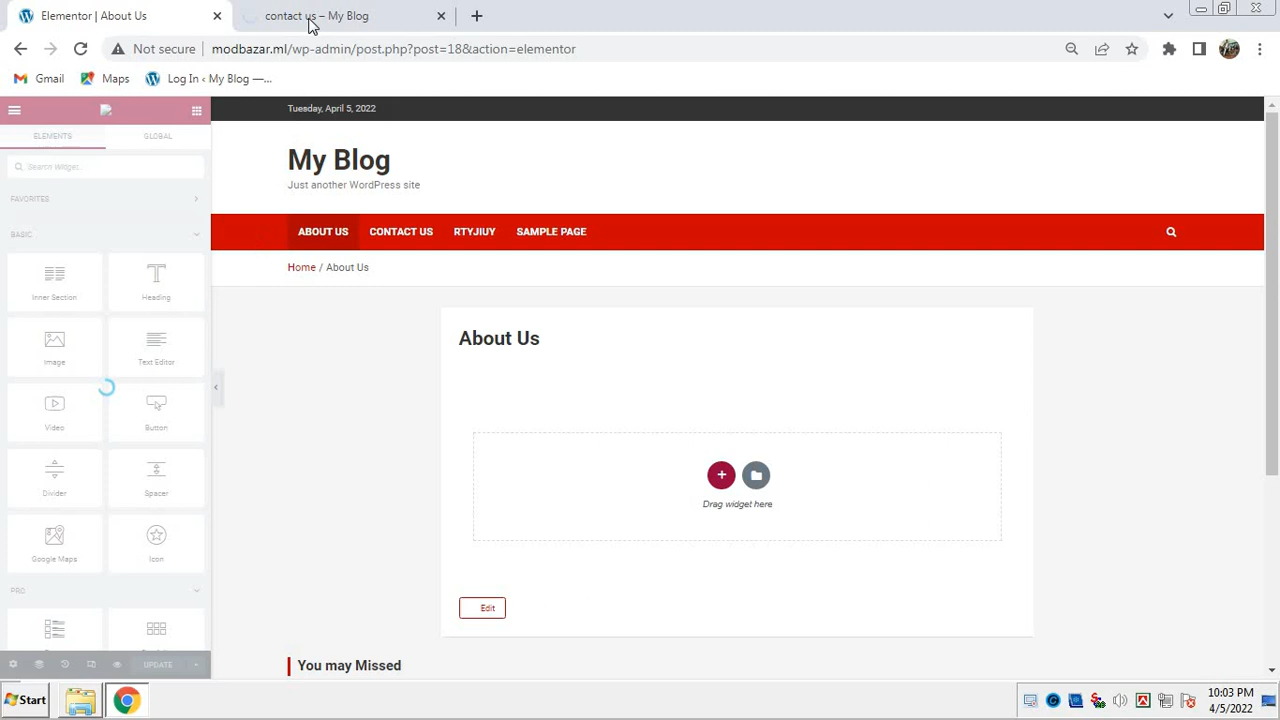 Elementor | About Us
contact us – My Blog
Not secure
modbazar.ml/wp-admin/post.php?post=18&action=elementor
Gmail
Maps
Log In ‹ My Blog —...
ELEMENTS
GLOBAL
Search Widget...
FAVORITES
BASIC
Inner Section
Heading
Image
Text Editor
Video
Button
Divider
Spacer
Google Maps
Icon
PRO
UPDATE
Tuesday, April 5, 2022
My Blog
Just another WordPress site
ABOUT US
CONTACT US
RTYJIUY
SAMPLE PAGE
Home / About Us
About Us
Drag widget here
Edit
You may Missed
Start
10:03 PM
4/5/2022